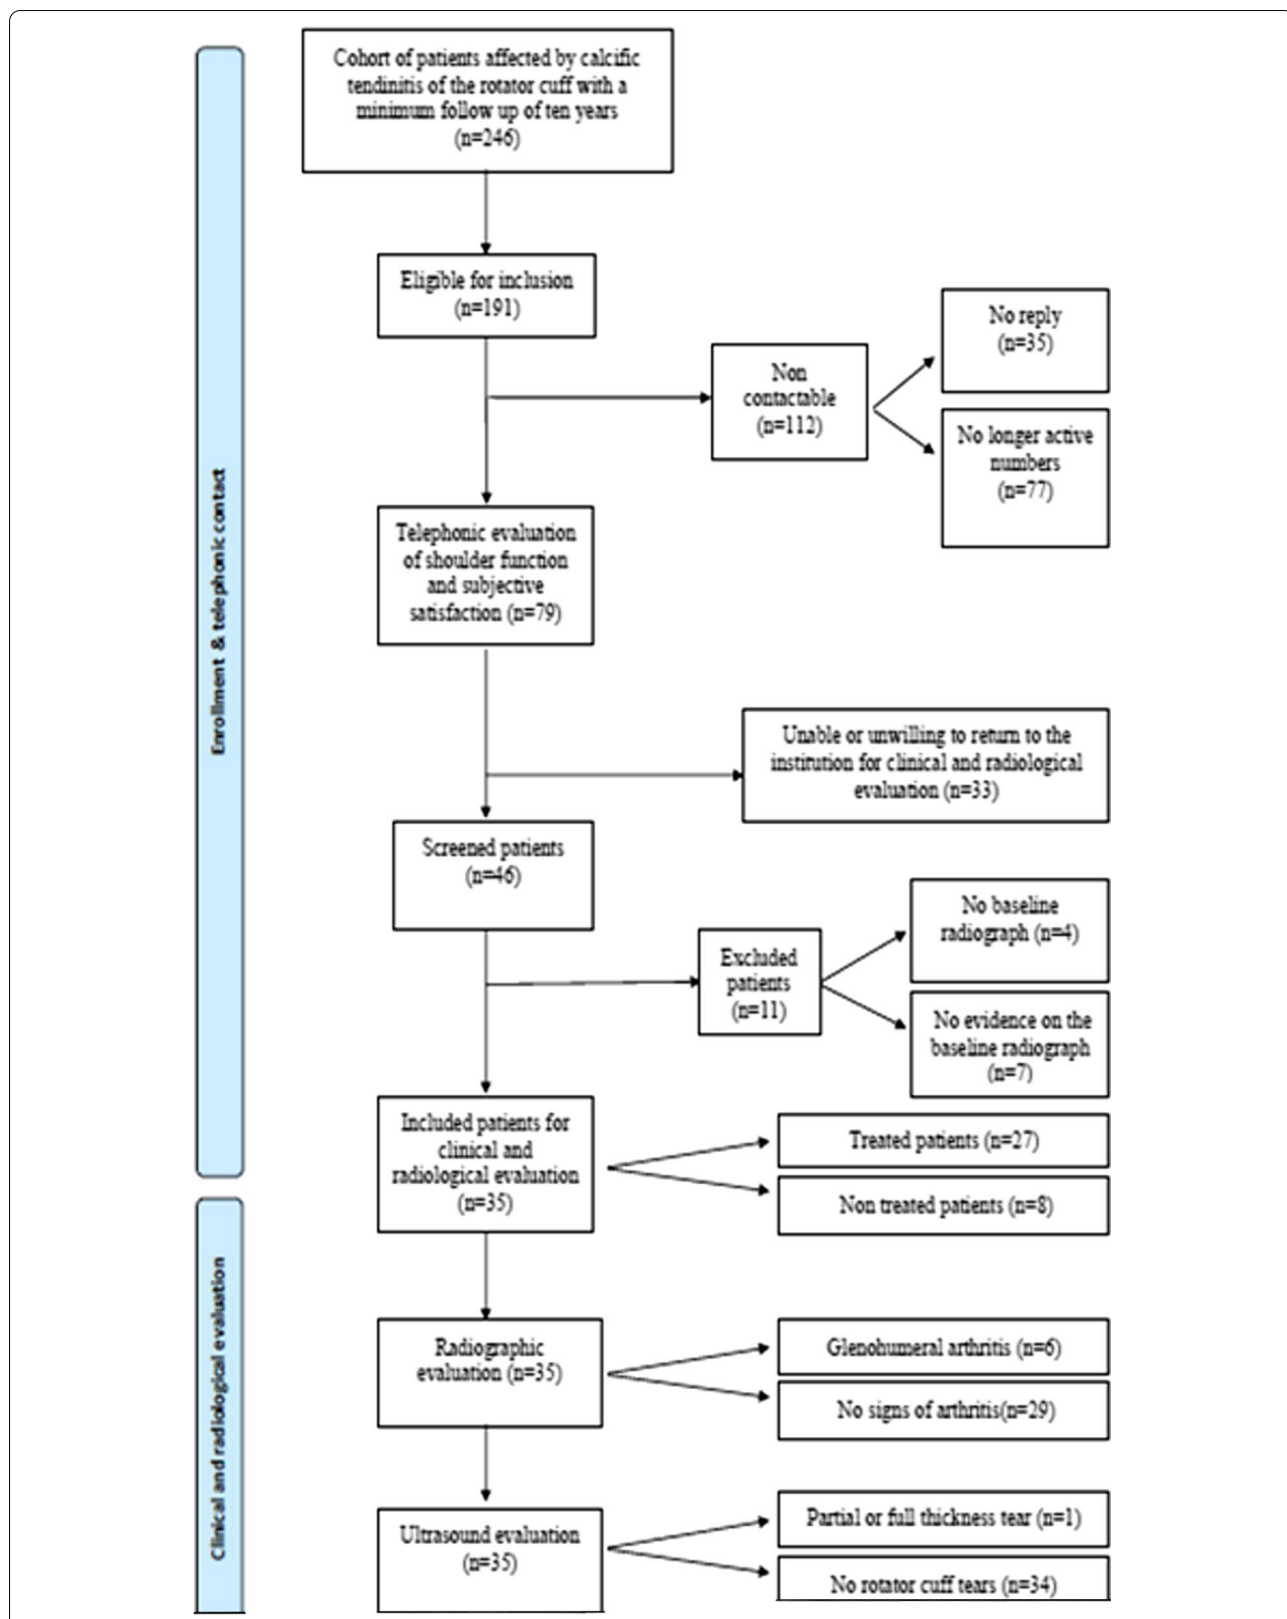 Enrollment & telephonic contact
Cohort of patients affected by calcific
tendinitis of the rotator cuff with a
minimum follow up of ten years
(n=246)
Eligible for inclusion
(n=191)
Non
contactable
(n=112)
No reply
(n=35)
No longer active
numbers
(n=77)
Telephonic evaluation
of shoulder function
and subjective
satisfaction (n=79)
Unable or unwilling to return to the
institution for clinical and radiological
evaluation (n=33)
Screened patients
(n=46)
Excluded
patients
(n=11)
No baseline
radiograph (n=4)
No evidence on the
baseline radiograph
(n=7)
Included patients for
clinical and
radiological evaluation
(n=35)
Treated patients (n=27)
Non treated patients (n=8)
Clinical and radiological evaluation
Radiographic
evaluation (n=35)
Glenohumeral arthritis (n=6)
No signs of arthritis(n=29)
Ultrasound evaluation
(n=35)
Partial or full thickness tear (n=1)
No rotator cuff tears (n=34)